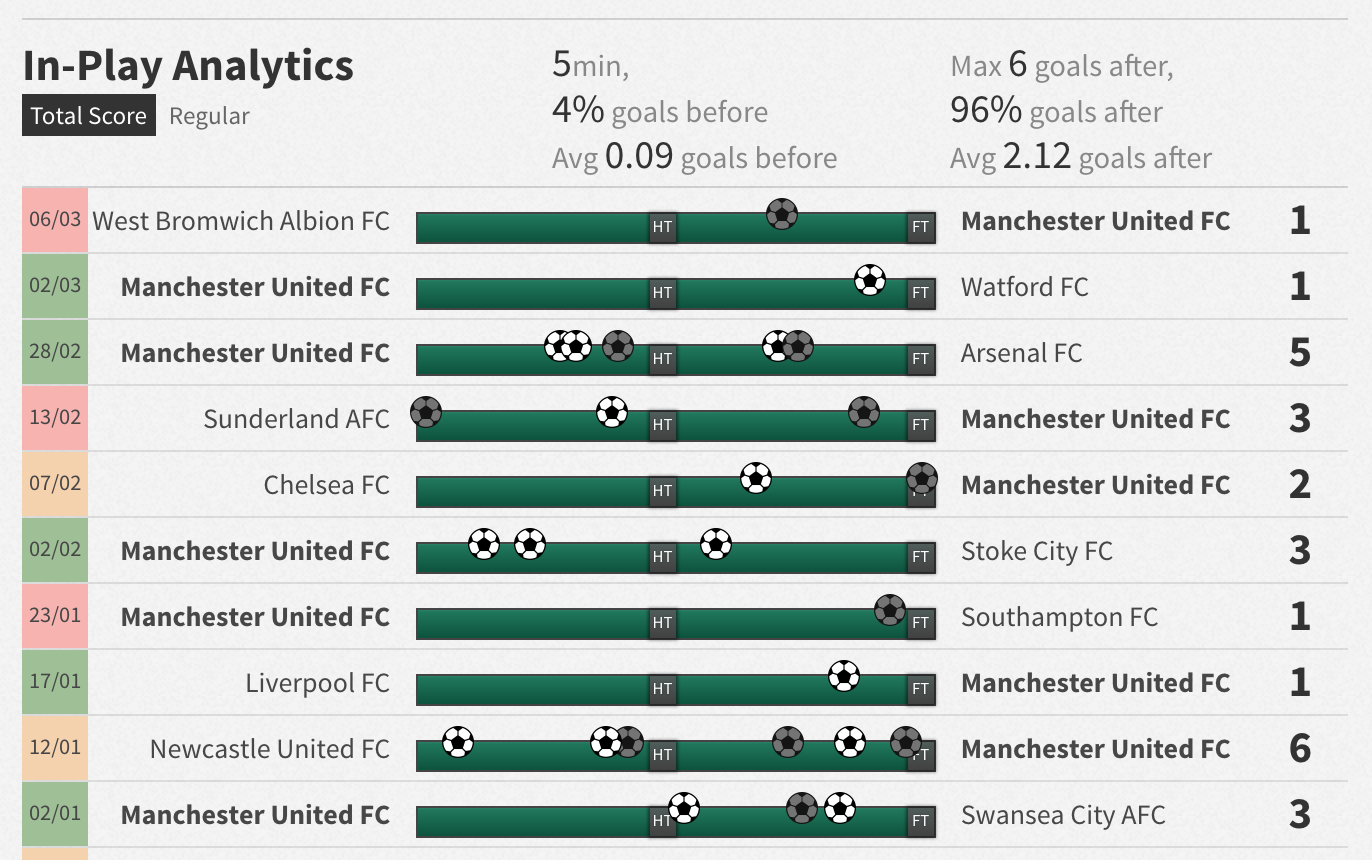 In-Play Analytics
Total Score Regular
5min,
4% goals before
Avg 0.09 goals before
Max 6 goals after,
96% goals after
Avg 2.12 goals after
06/03 West Bromwich Albion FC HT FT Manchester United FC 1
02/03 Manchester United FC HT FT Watford FC 1
28/02 Manchester United FC HT FT Arsenal FC 5
13/02 Sunderland AFC HT FT Manchester United FC 3
07/02 Chelsea FC HT Manchester United FC 2
02/02 Manchester United FC HT FT Stoke City FC 3
23/01 Manchester United FC HT FT Southampton FC 1
17/01 Liverpool FC HT FT Manchester United FC 1
12/01 Newcastle United FC HT FT Manchester United FC 6
02/01 Manchester United FC HT FT Swansea City AFC 3